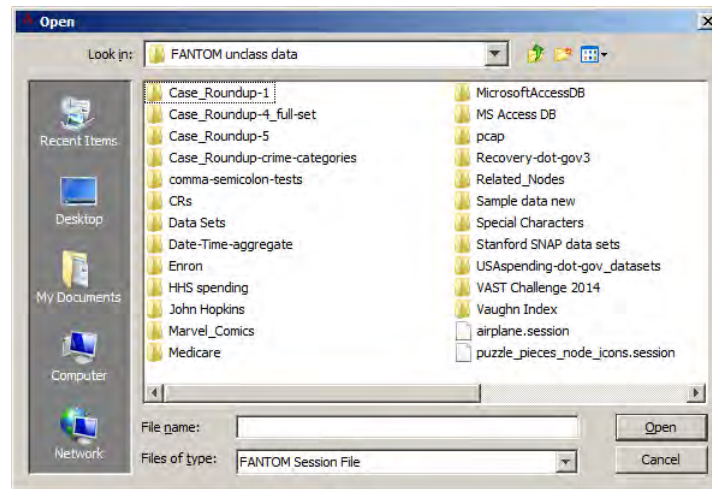 Open
Look in:
FANTOM unclass data
Recent Items
Desktop
My Documents
Computer
Network
Case_Roundup-1
Case_Roundup-4_full-set
Case_Roundup-5
Case_Roundup-crime-categories
comma-semicolon-tests
CRs
Data Sets
Date-Time-aggregate
Enron
HHS spending
John Hopkins
Marvel_Comics
Medicare
MicrosoftAccessDB
MS Access DB
pcap
Recovery-dot-gov3
Related_Nodes
Sample data new
Special Characters
Stanford SNAP data sets
USAspending-dot-gov_datasets
VAST Challenge 2014
Vaughn Index
airplane.session
puzzle_pieces_node_icons.session
File name:
Open
Files of type:
FANTOM Session File
Cancel